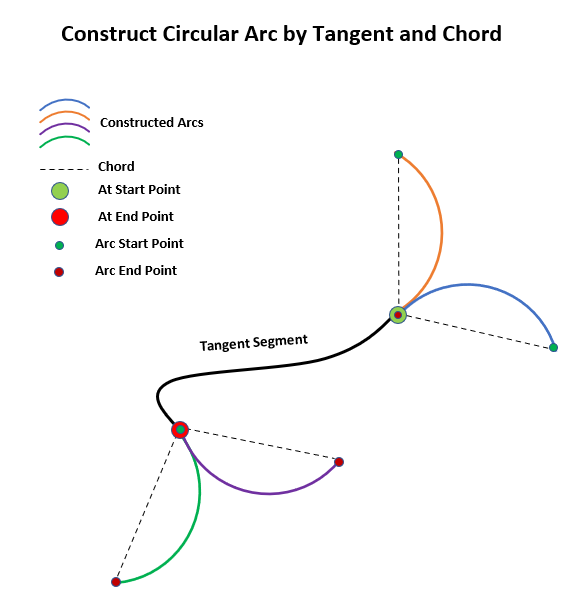 Construct Circular Arc by Tangent and Chord
Constructed Arcs
Chord
At Start Point
At End Point
Arc Start Point
Arc End Point
Tangent Segment